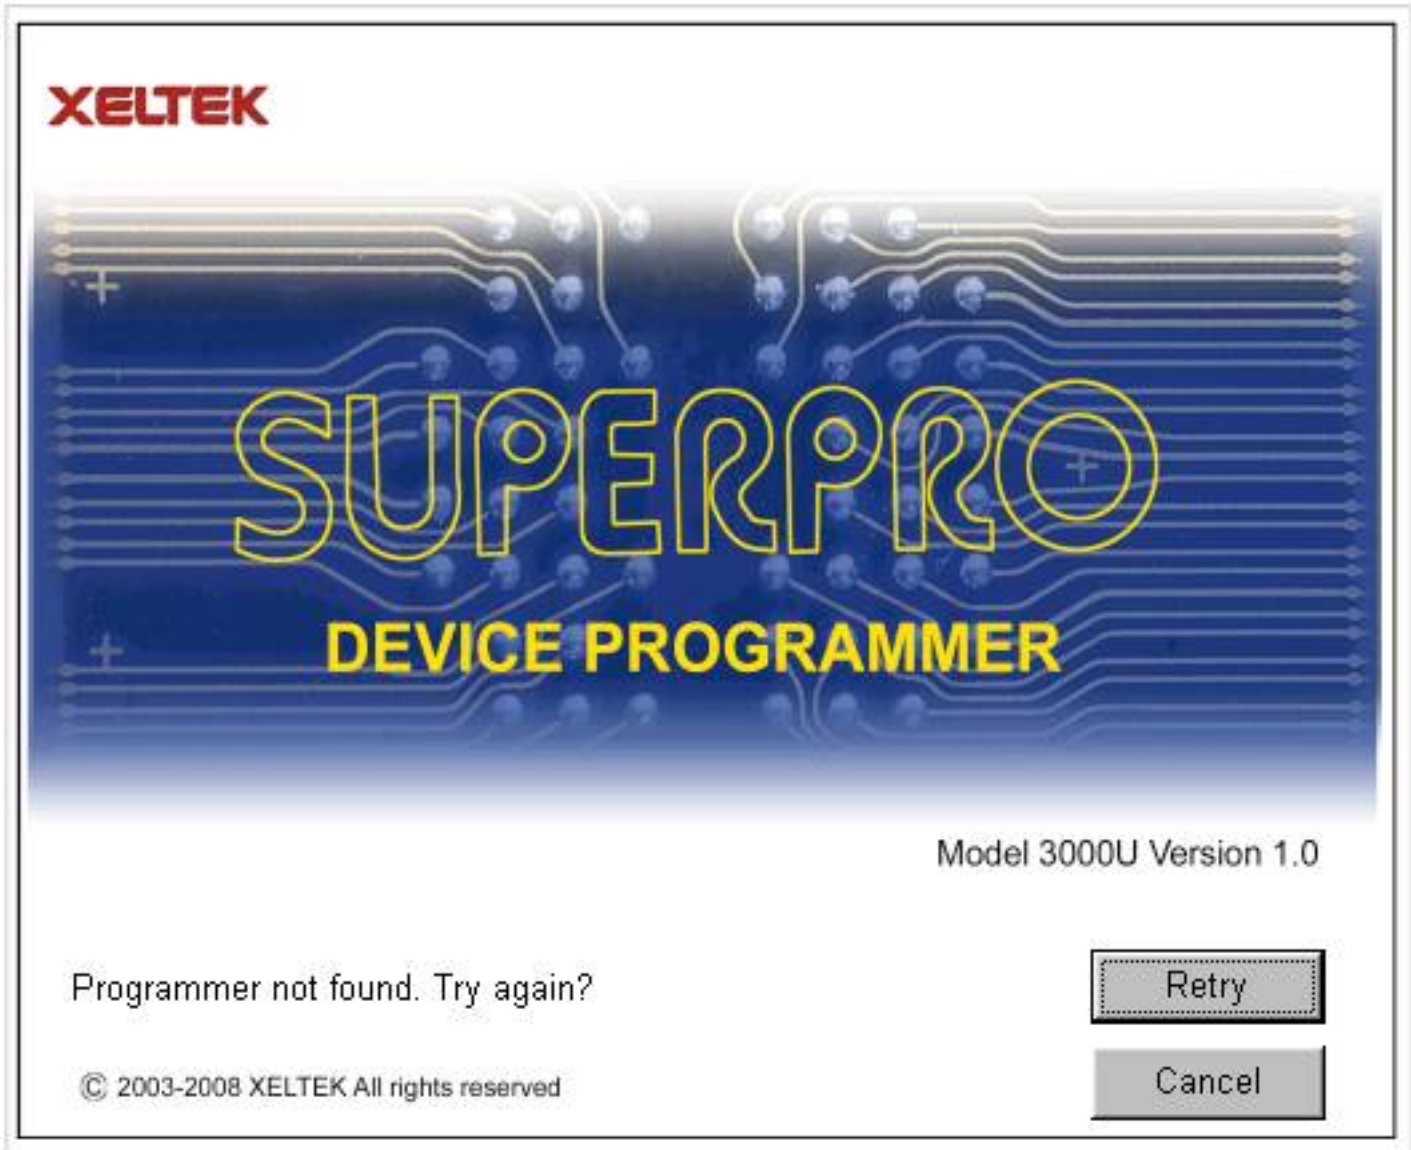 XELTEK
SUPERPRO
DEVICE PROGRAMMER
Model 3000U Version 1.0
Programmer not found. Try again?
Retry
© 2003-2008 XELTEK All rights reserved
Cancel